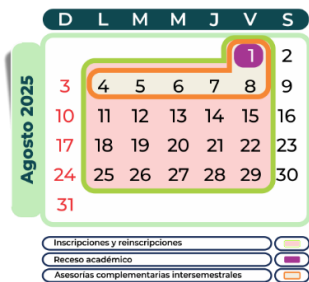 D L M M J V S
Agosto 2025
1 2
3 4 5 6 7 8 9
10 11 12 13 14 15 16
17 18 19 20 21 22 23
24 25 26 27 28 29 30
31
Inscripciones y reinscripciones
Receso académico
Asesorías complementarias intersemestrales